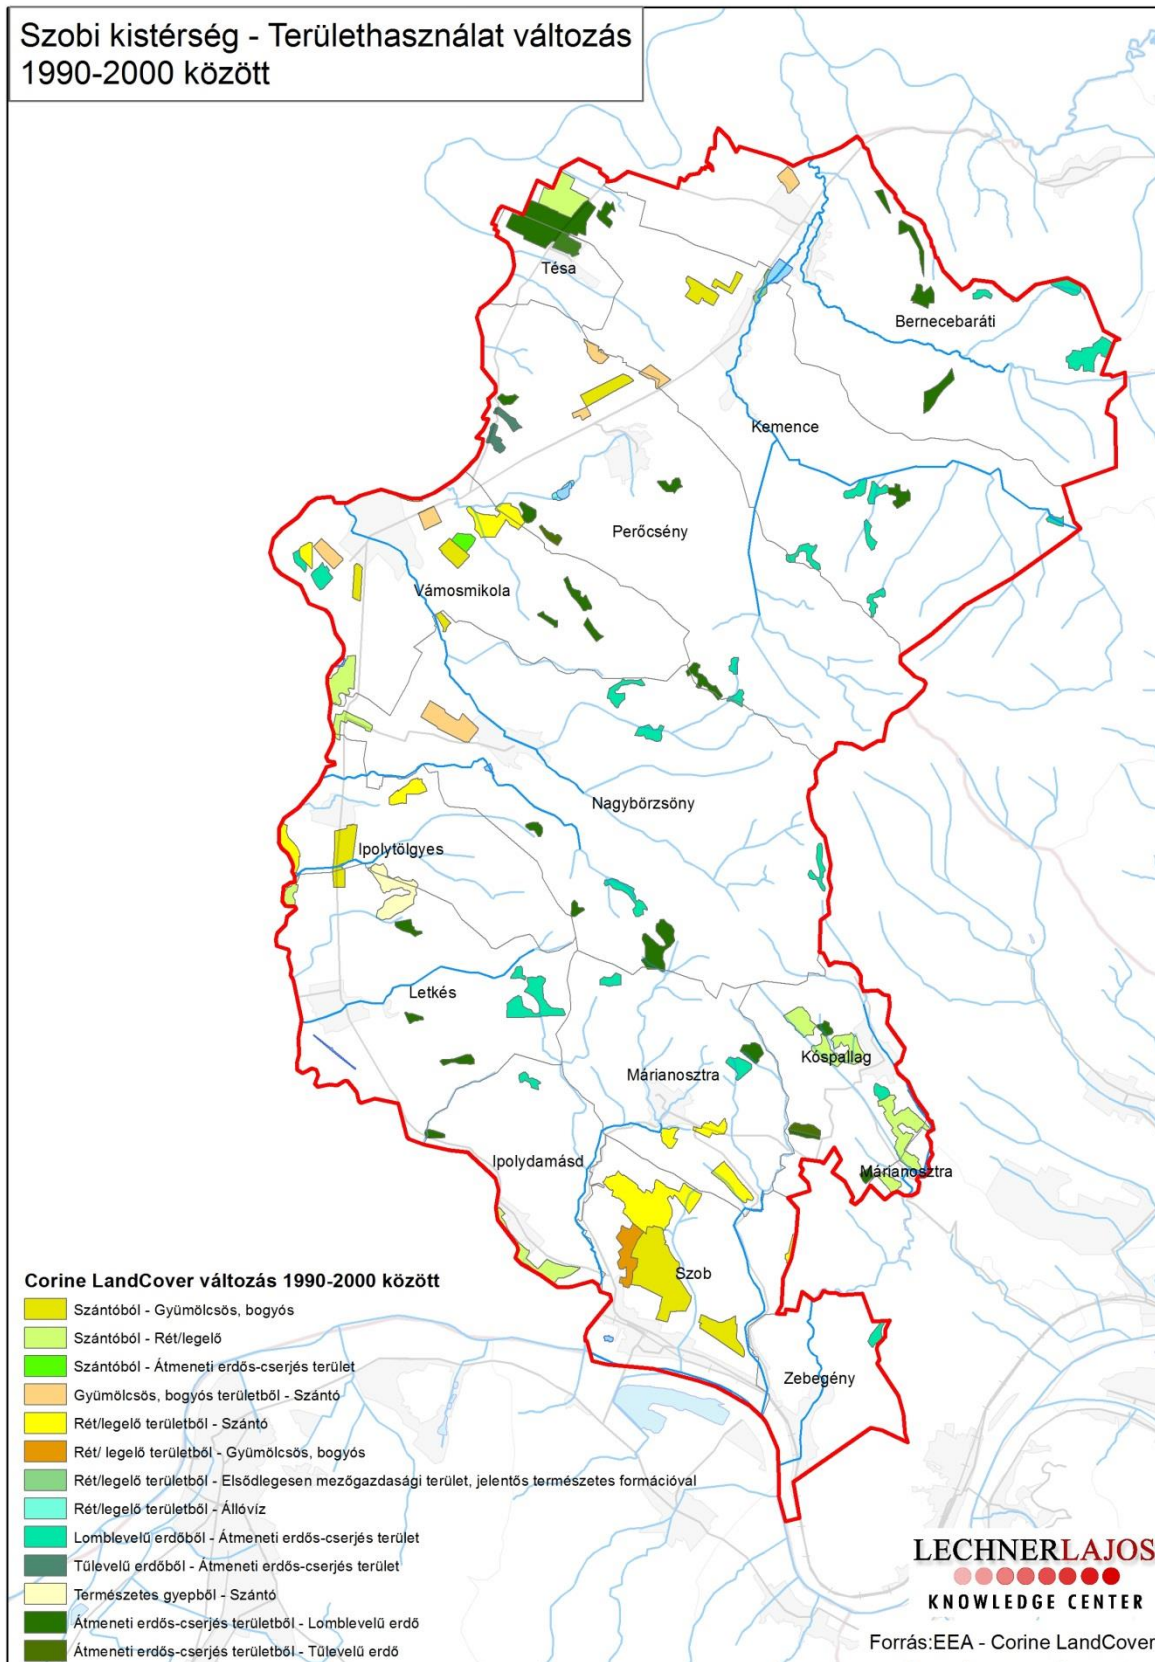 Szobi kistérség - Területhasználat változás
1990-2000 között
Tésa
Bernecebaráti
Kemence
Perőcsény
Vámosmikola
Nagybörzsöny
Ipolytölgyes
Letkés
Kóspallag
Márianosztra
Ipolydamásd
Márianosztra
Szob
Zebegény
Corine LandCover változás 1990-2000 között
Szántóból - Gyümölcsös, bogyós
Szántóból - Rét/legelő
Szántóból - Átmeneti erdős-cserjés terület
Gyümölcsös, bogyós területből - Szántó
Rét/legelő területből - Szántó
Rét/ legelő területből - Gyümölcsös, bogyós
Rét/legelő területből - Elsődlegesen mezőgazdasági terület, jelentős természetes formációval
Rét/legelő területből - Állóvíz
Lomblevelű erdőből - Átmeneti erdős-cserjés terület
Tűlevelű erdőből - Átmeneti erdős-cserjés terület
Természetes gyepből - Szántó
Átmeneti erdős-cserjés területből - Lomblevelű erdő
Átmeneti erdős-cserjés területből - Tűlevelű erdő
LECHNERLAJOS
KNOWLEDGE CENTER
Forrás:EEA - Corine LandCover